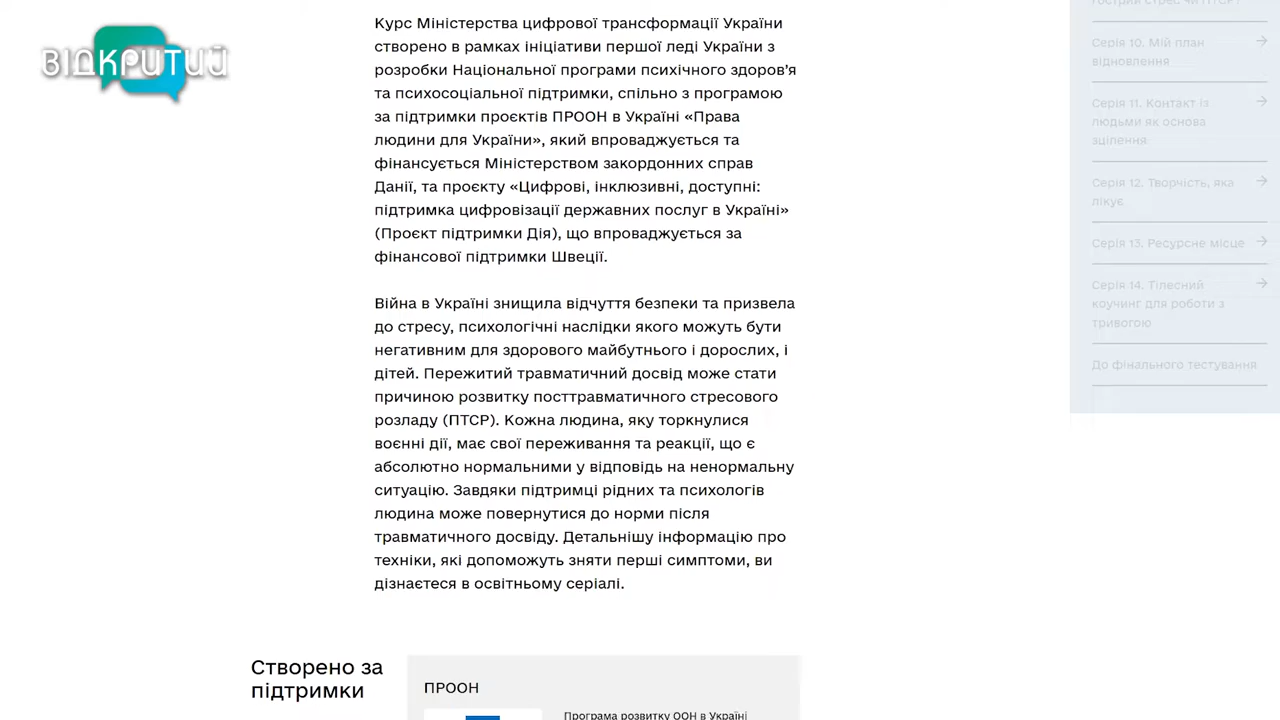 ВІДКРИТИЙ
Курс Міністерства цифрової трансформації України
створено в рамках ініціативи першої леді України з
розробки Національної програми психічного здоров’я
та психосоціальної підтримки, спільно з програмою
за підтримки проєктів ПРООН в Україні «Права
людини для України», який впроваджується та
фінансується Міністерством закордонних справ
Данії, та проєкту «Цифрові, інклюзивні, доступні:
підтримка цифровізації державних послуг в Україні»
(Проєкт підтримки Дія), що впроваджується за
фінансової підтримки Швеції.
Війна в Україні знищила відчуття безпеки та призвела
до стресу, психологічні наслідки якого можуть бути
негативним для здорового майбутнього і дорослих, і
дітей. Пережитий травматичний досвід може стати
причиною розвитку посттравматичного стресового
розладу (ПТСР). Кожна людина, яку торкнулися
воєнні дії, має свої переживання та реакції, що є
абсолютно нормальними у відповідь на ненормальну
ситуацію. Завдяки підтримці рідних та психологів
людина може повернутися до норми після
травматичного досвіду. Детальнішу інформацію про
техніки, які допоможуть зняти перші симптоми, ви
дізнаєтеся в освітньому серіалі.
Створено за
підтримки
ПРООН
Програма розвитку ООН в Україні
гострий стрес чи ПТСР?
Серія 10. Мій план
відновлення
Серія 11. Контакт із
людьми як основа
зцілення
Серія 12. Творчість, яка
лікує
Серія 13. Ресурсне місце
Серія 14. Тілесний
коучинг для роботи з
тривогою
До фінального тестування